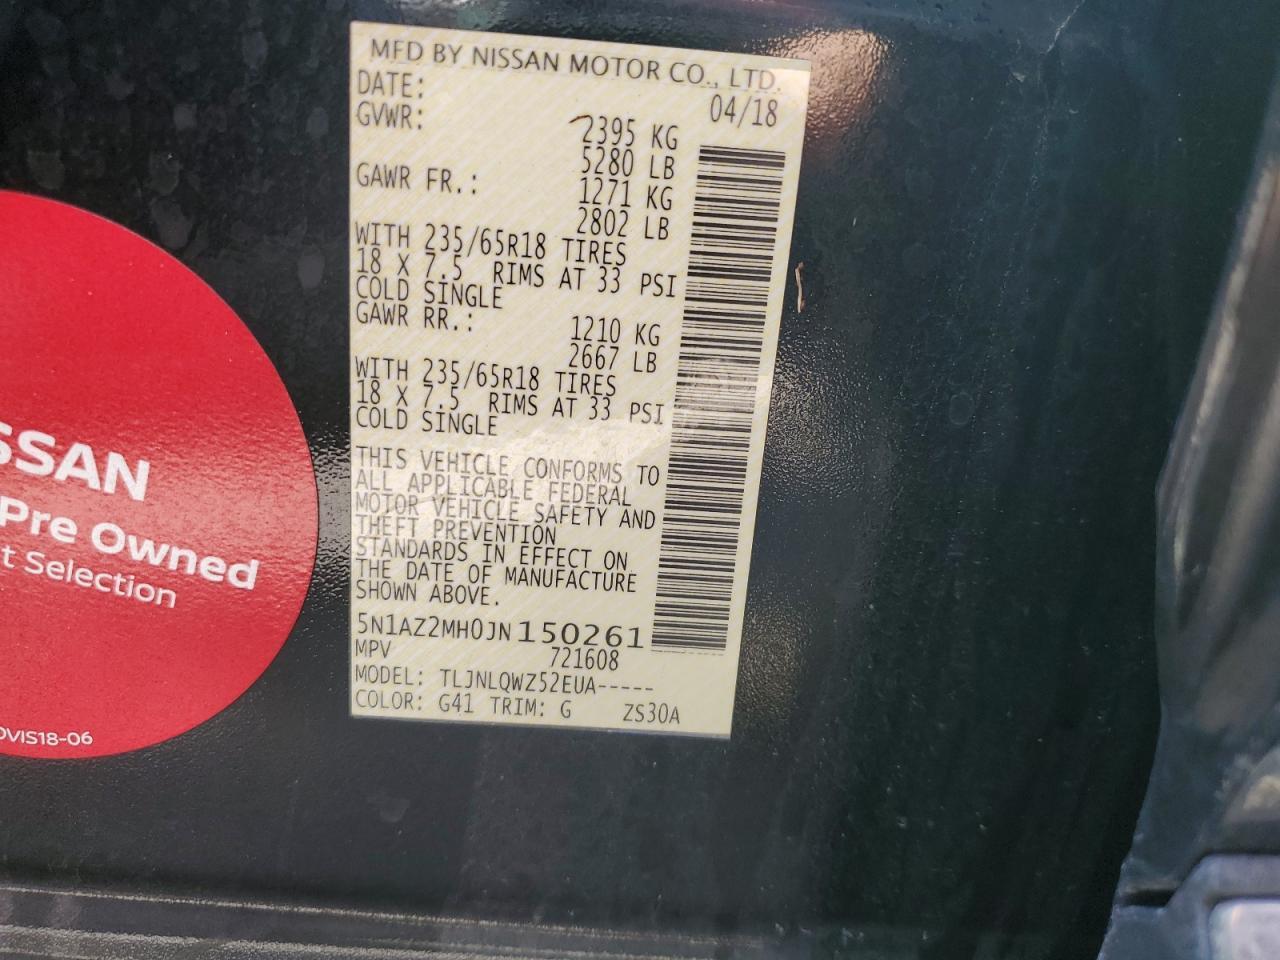 MFD BY NISSAN MOTOR CO., LTD.
DATE: 04/18
GVWR: 2395 KG
5280 LB
GAWR FR.: 1271 KG
2802 LB
WITH 235/65R18 TIRES
18 X 7.5 RIMS AT 33 PSI
COLD SINGLE
GAWR RR.: 1210 KG
2667 LB
WITH 235/65R18 TIRES
18 X 7.5 RIMS AT 33 PSI
COLD SINGLE
THIS VEHICLE CONFORMS TO
ALL APPLICABLE FEDERAL
MOTOR VEHICLE SAFETY AND
THEFT PREVENTION
STANDARDS IN EFFECT ON
THE DATE OF MANUFACTURE
SHOWN ABOVE.
5N1AZ2MH0JN150261
MPV 721608
MODEL: TLJNLQWZ52EUA-----
COLOR: G41 TRIM: G ZS30A
SSAN
Pre Owned
t Selection
OVIS18-06